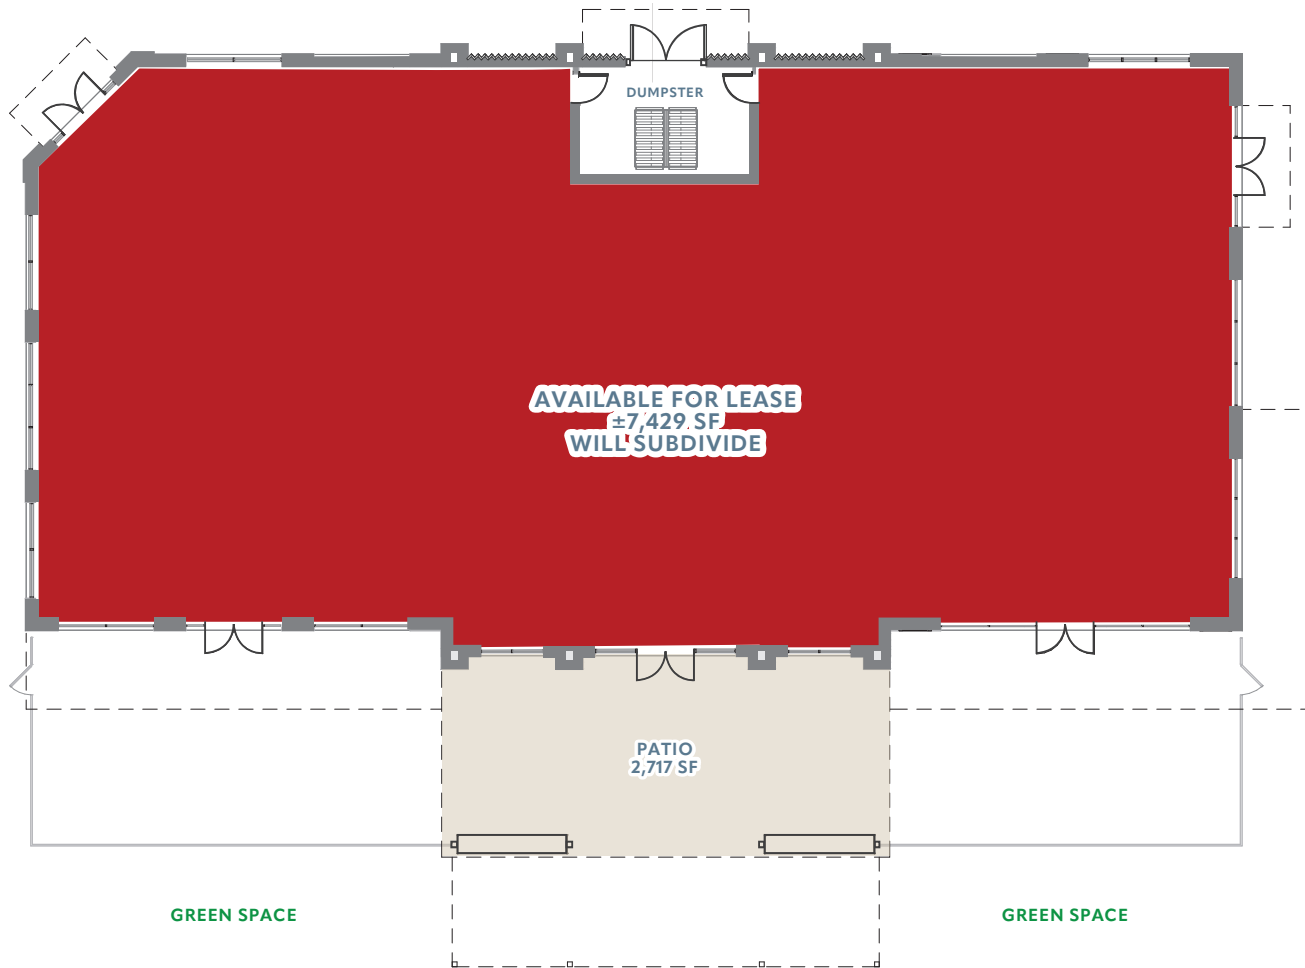 DUMPSTER
AVAILABLE FOR LEASE
±7,429 SF
WILL SUBDIVIDE
PATIO
2,717 SF
GREEN SPACE
GREEN SPACE